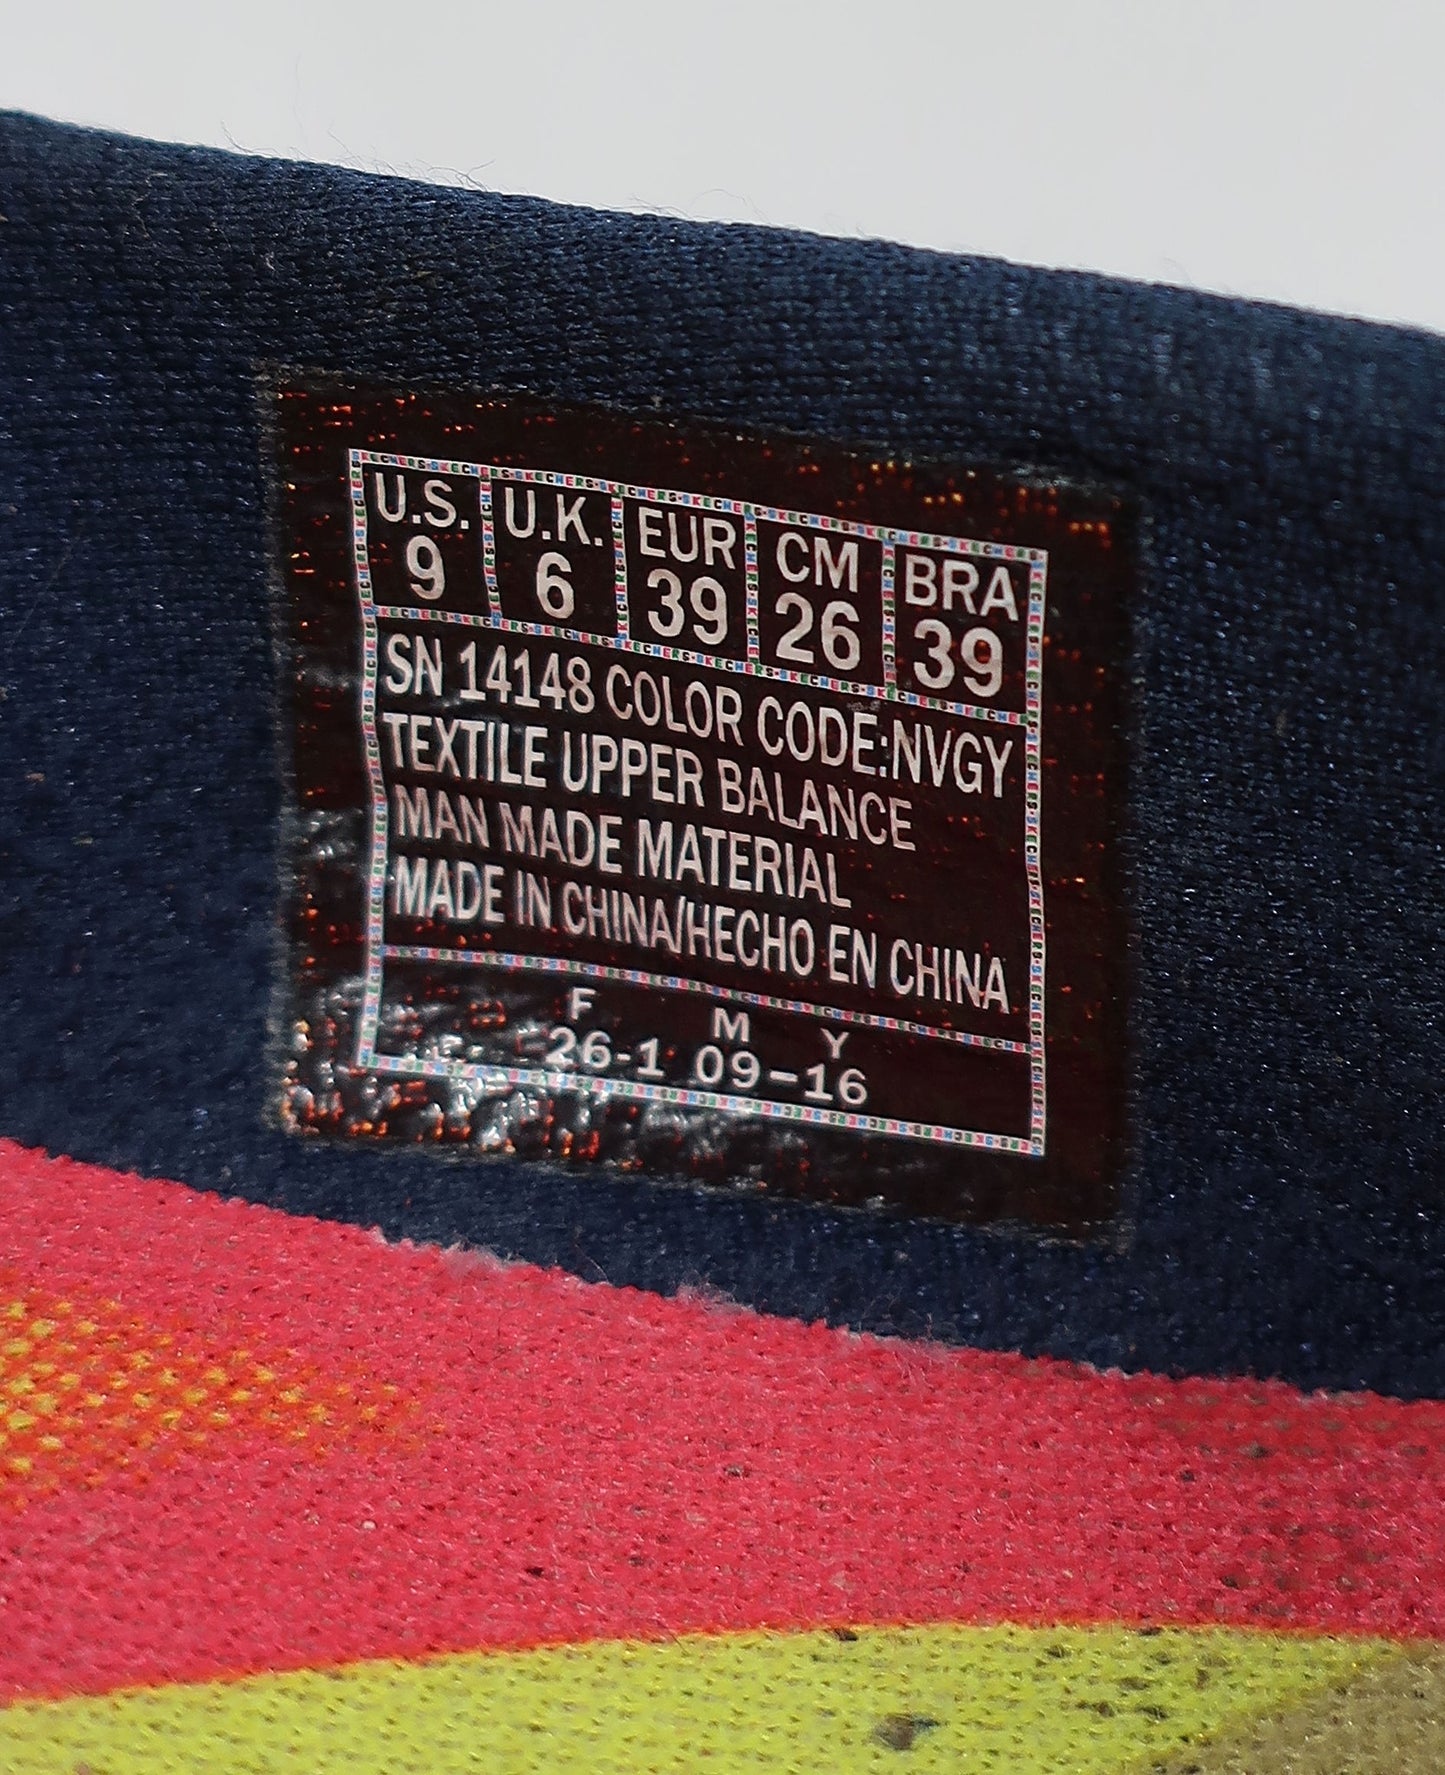 U.S. U.K. EUR CM BRA
9 6 39 26 39
SN 14148 COLOR CODE:NVGY
TEXTILE UPPER BALANCE
MAN MADE MATERIAL
MADE IN CHINA/HECHO EN CHINA
F M Y
26-1 09-16